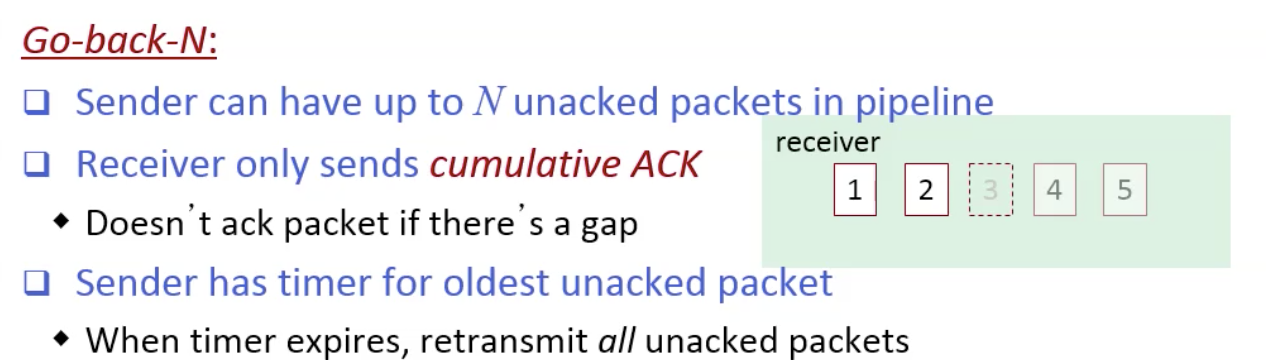 Go-back-N:
Sender can have up to N unacked packets in pipeline
receiver
Receiver only sends cumulative ACK
1 2 3 4 5
Doesn't ack packet if there's a gap
Sender has timer for oldest unacked packet
When timer expires, retransmit all unacked packets